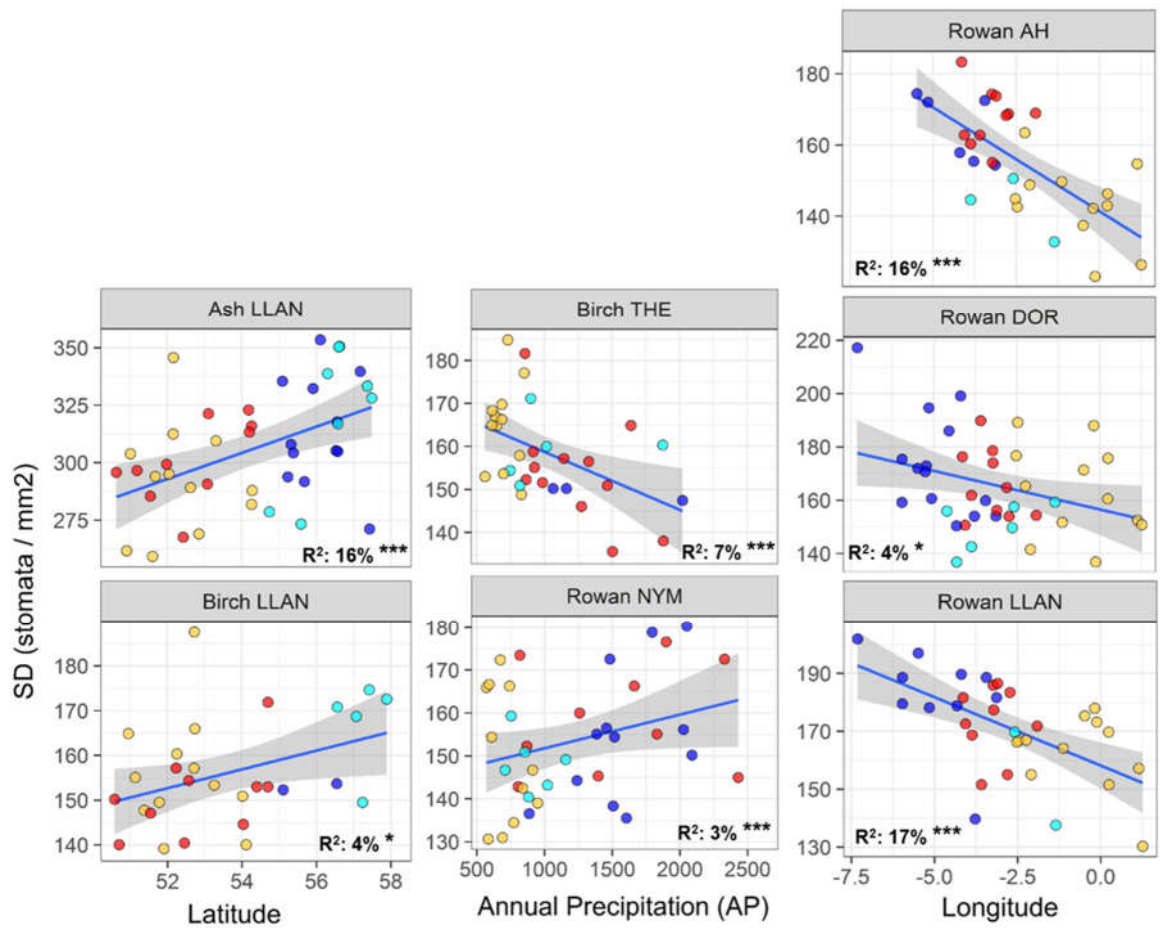 Rowan AH
180
160
140
R²: 16% ***
Ash LLAN
350
325
300
275
R²: 16% ***
Birch THE
180
170
160
150
140
R²: 7% ***
Rowan DOR
220
200
180
160
140
R²: 4% *
SD (stomata / mm2)
Birch LLAN
180
170
160
150
140
R²: 4% *
52 54 56 58
Latitude
Rowan NYM
180
170
160
150
140
130
R²: 3% ***
500 1000 1500 2000
Annual Precipitation (AP)
Rowan LLAN
190
170
150
130
R²: 17% ***
-7.5 -5.0 -2.5 0.0
Longitude